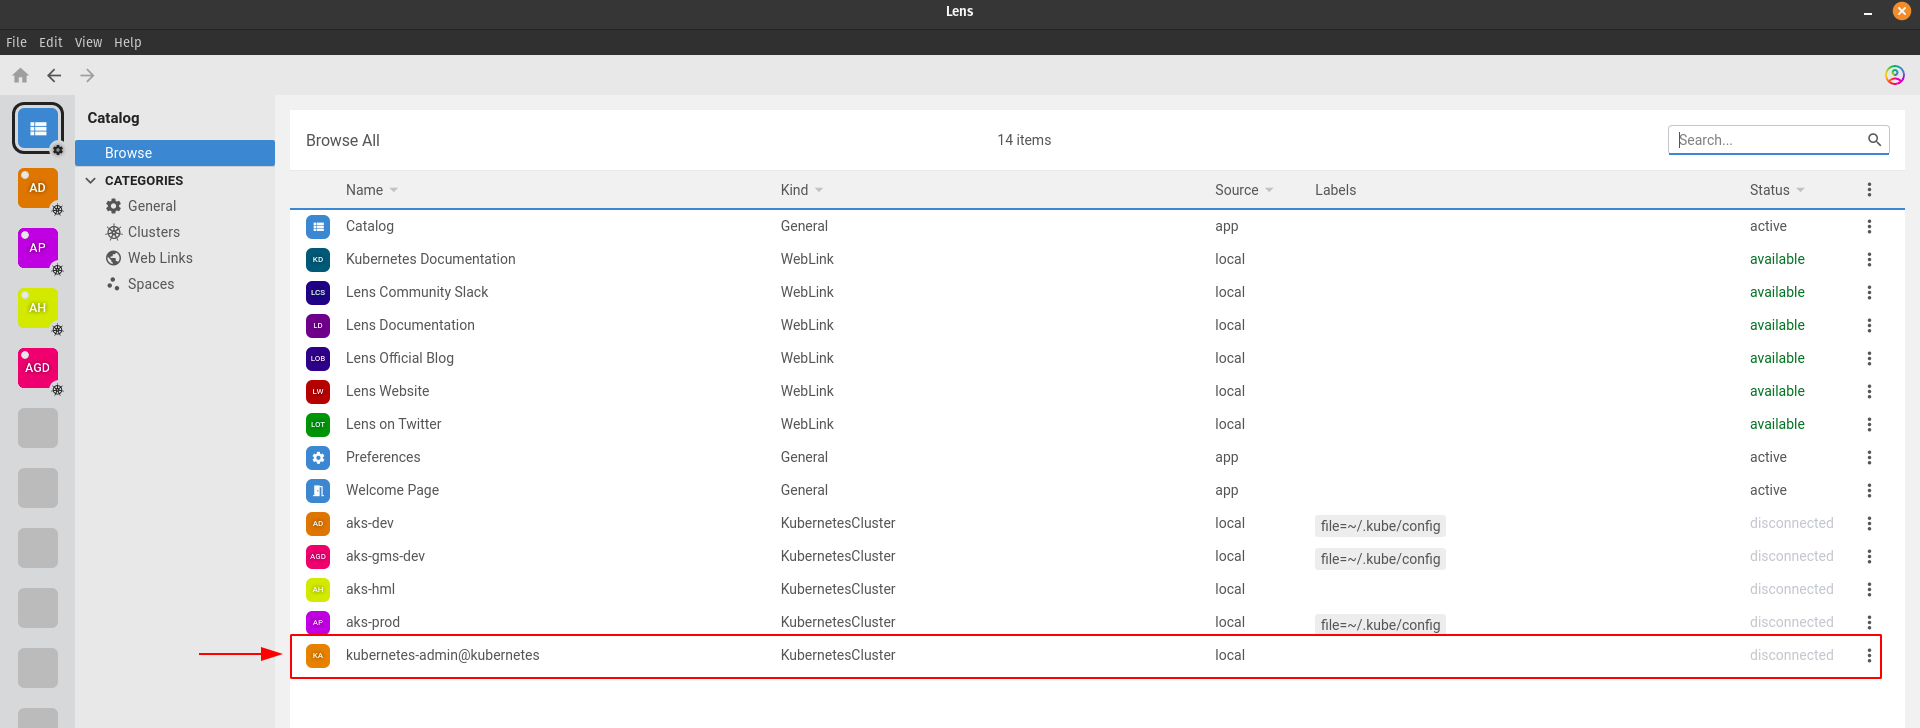 Lens
File Edit View Help
Catalog
Browse
CATEGORIES
General
Clusters
Web Links
Spaces
AD
AP
AH
AGD
Browse All 14 items Search...
Name Kind Source Labels Status
Catalog General app active
KD Kubernetes Documentation WebLink local available
LCS Lens Community Slack WebLink local available
LD Lens Documentation WebLink local available
LOB Lens Official Blog WebLink local available
LW Lens Website WebLink local available
LOT Lens on Twitter WebLink local available
Preferences General app active
Welcome Page General app active
AD aks-dev KubernetesCluster local file=~/.kube/config disconnected
AGD aks-gms-dev KubernetesCluster local file=~/.kube/config disconnected
AH aks-hml KubernetesCluster local disconnected
AP aks-prod KubernetesCluster local file=~/.kube/config disconnected
KA kubernetes-admin@kubernetes KubernetesCluster local disconnected